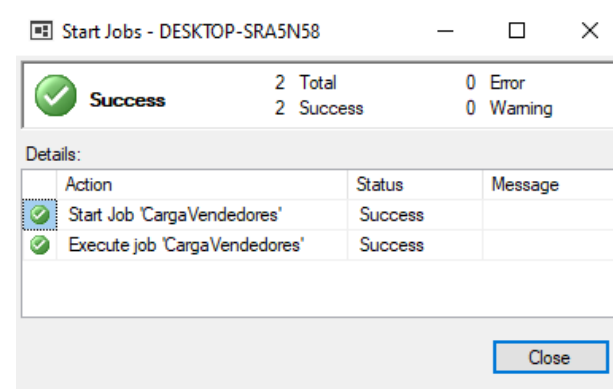 Start Jobs - DESKTOP-SRA5N58
Success
2 Total 0 Error
2 Success 0 Warning
Details:
Action Status Message
Start Job 'CargaVendedores' Success
Execute job 'CargaVendedores' Success
Close